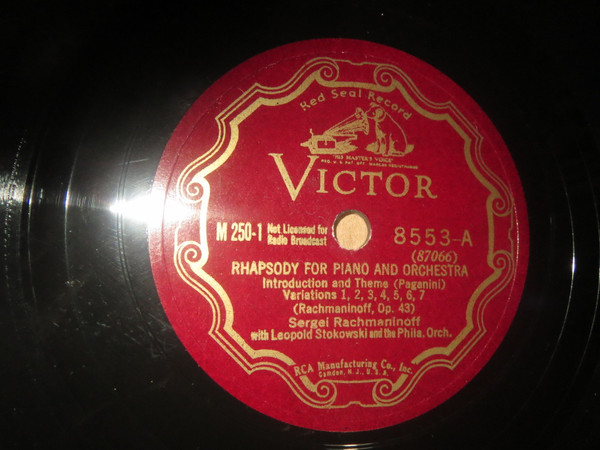 Red Seal Record
"HIS MASTER'S VOICE"
VICTOR
M 250-1 Not Licensed for
Radio Broadcast
8553-A
(87066)
RHAPSODY FOR PIANO AND ORCHESTRA
Introduction and Theme (Paganini)
Variations 1, 2, 3, 4, 5, 6, 7
(Rachmaninoff, Op. 43)
Sergei Rachmaninoff
with Leopold Stokowski and the Phila. Orch.
RCA Manufacturing Co., Inc.
Camden, N. J., U. S. A.